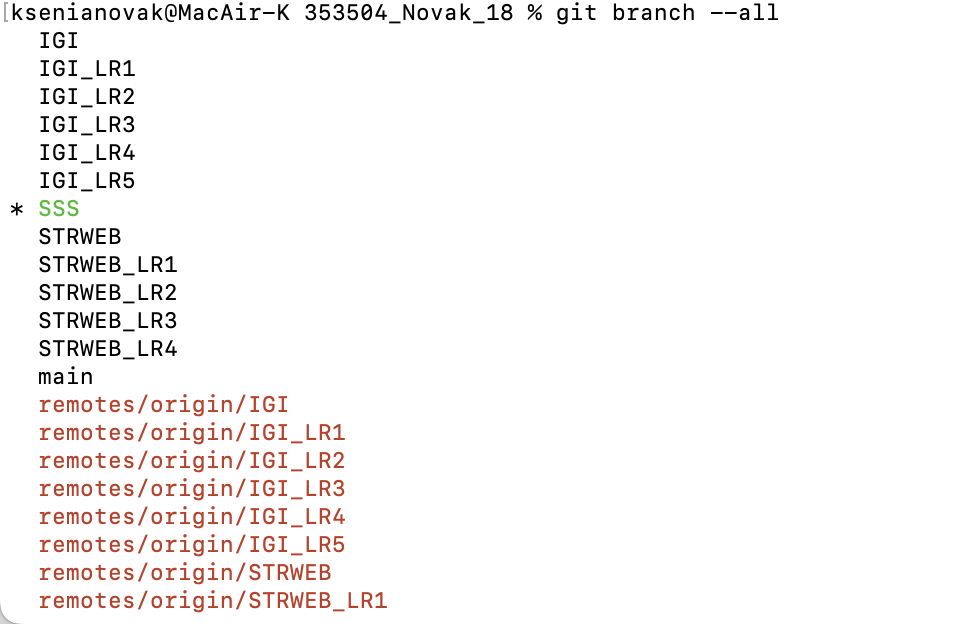 [ksenianovak@MacAir-K 353504_Novak_18 % git branch --all
IGI
IGI_LR1
IGI_LR2
IGI_LR3
IGI_LR4
IGI_LR5
* SSS
STRWEB
STRWEB_LR1
STRWEB_LR2
STRWEB_LR3
STRWEB_LR4
main
remotes/origin/IGI
remotes/origin/IGI_LR1
remotes/origin/IGI_LR2
remotes/origin/IGI_LR3
remotes/origin/IGI_LR4
remotes/origin/IGI_LR5
remotes/origin/STRWEB
remotes/origin/STRWEB_LR1